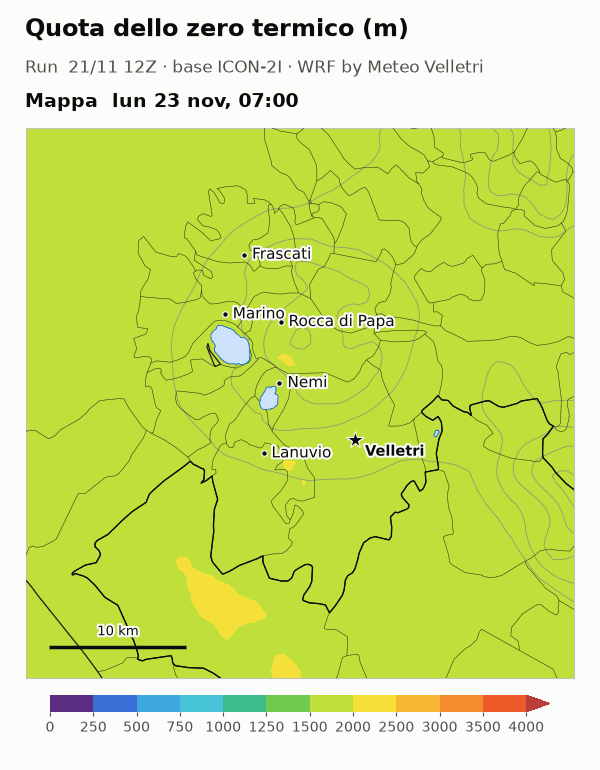 Quota dello zero termico (m)
Run  21/11 12Z · base ICON-2I · WRF by Meteo Velletri
Mappa  lun 23 nov, 07:00
Frascati
Marino
Rocca di Papa
Nemi
Velletri
Lanuvio
10 km
0 250 500 750 1000 1250 1500 2000 2500 3000 3500 4000